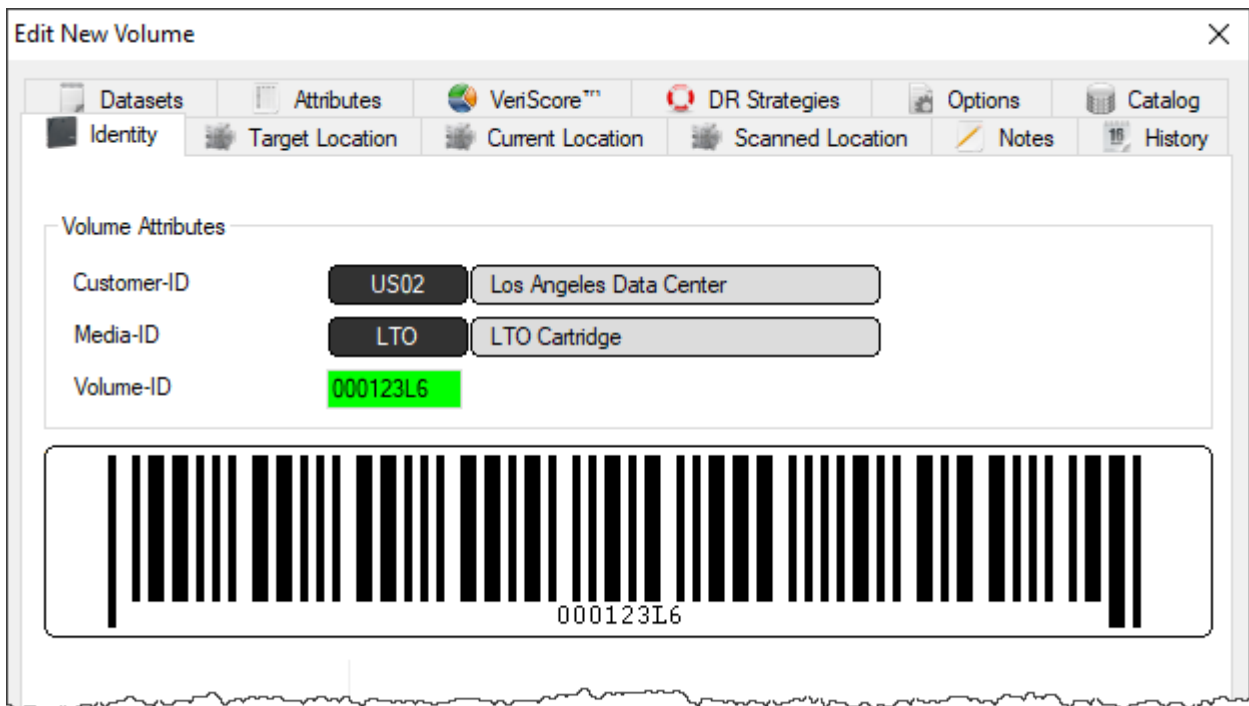 Edit New Volume
Datasets Attributes VeriScore™ DR Strategies Options Catalog
Identity Target Location Current Location Scanned Location Notes 16 History
Volume Attributes
Customer-ID US02 Los Angeles Data Center
Media-ID LTO LTO Cartridge
Volume-ID 000123L6
000123L6